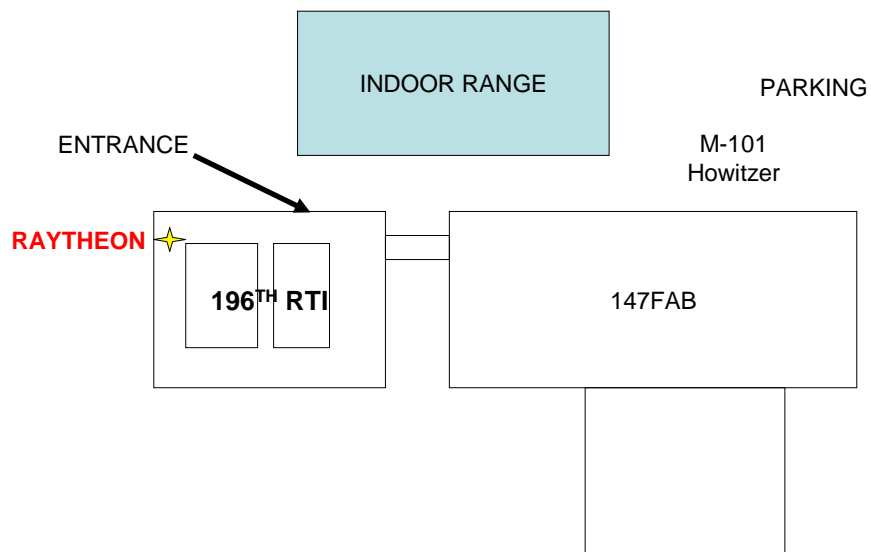 INDOOR RANGE
PARKING
ENTRANCE
M-101
Howitzer
RAYTHEON
196TH RTI
147FAB